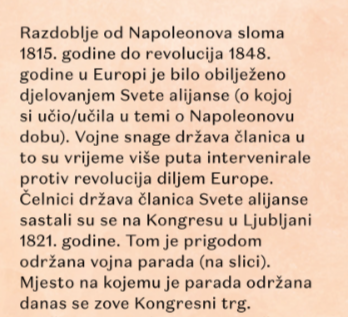 Razdoblje od Napoleonova sloma
1815. godine do revolucija 1848.
godine u Europi je bilo obilježeno
djelovanjem Svete alijanse (o kojoj
si učio/učila u temi o Napoleonovu
dobu). Vojne snage država članica u
to su vrijeme više puta intervenirale
protiv revolucija diljem Europe.
Čelnici država članica Svete alijanse
sastali su se na Kongresu u Ljubljani
1821. godine. Tom je prigodom
održana vojna parada (na slici).
Mjesto na kojemu je parada održana
danas se zove Kongresni trg.